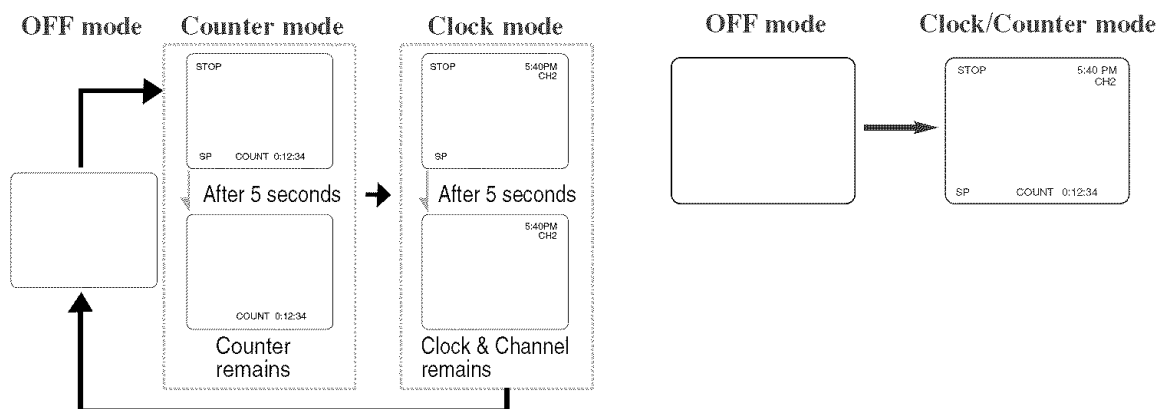 OFF mode
Counter mode
Clock mode
STOP
SP COUNT 0:12:34
After 5 seconds
COUNT 0:12:34
Counter
remains
STOP 5:40PM
CH2
SP
After 5 seconds
5:40PM
CH2
Clock & Channel
remains
OFF mode
Clock/Counter mode
STOP 5:40 PM
CH2
SP COUNT 0:12:34